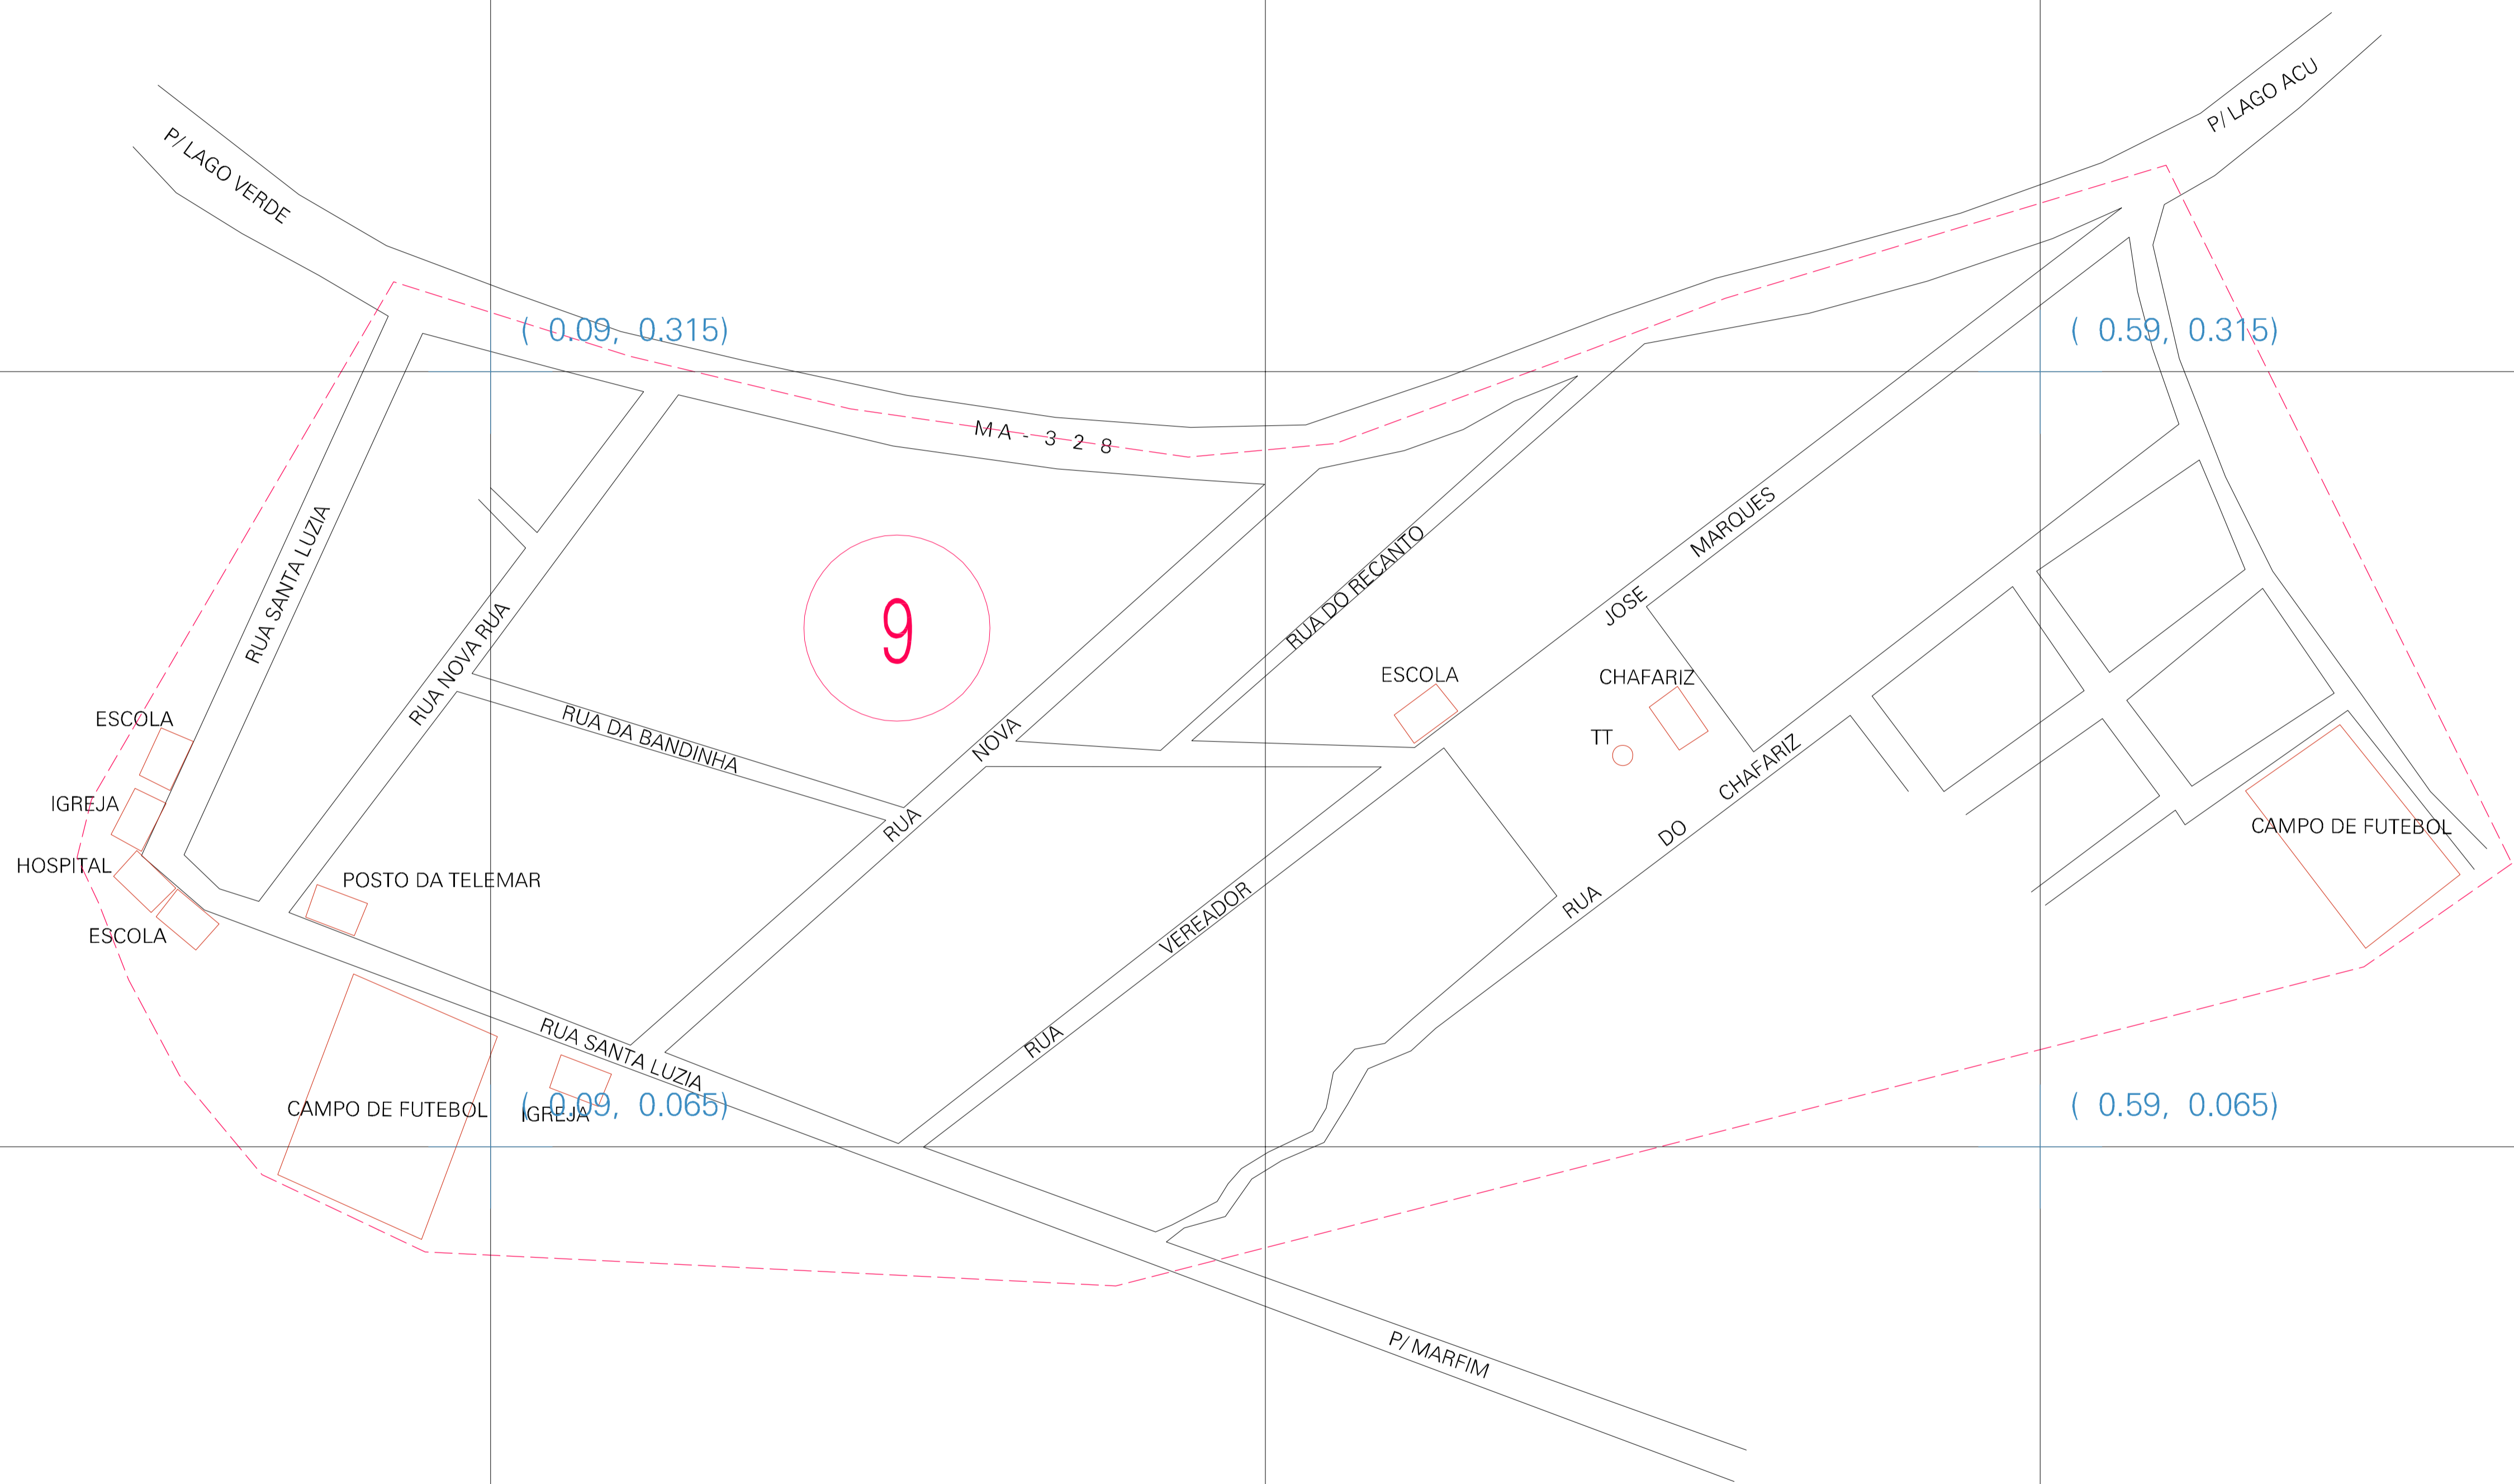 P/ LAGO ACU
P/ LAGO VERDE
( 0.09, 0.315)
( 0.59, 0.315)
MA - 3 2 8
RUA SANTA LUZIA
MARQUES
RUA DO RECANTO
JOSE
9
RUA NOVA RUA
ESCOLA
CHAFARIZ
ESCOLA
RUA DA BANDINHA
NOVA
TT
CHAFARIZ
IGREJA
RUA
DO
CAMPO DE FUTEBOL
HOSPITAL
POSTO DA TELEMAR
RUA
VEREADOR
ESCOLA
RUA
RUA SANTA LUZIA
CAMPO DE FUTEBOL
IGREJA
( 0.09, 0.065)
( 0.59, 0.065)
P/ MARFIM